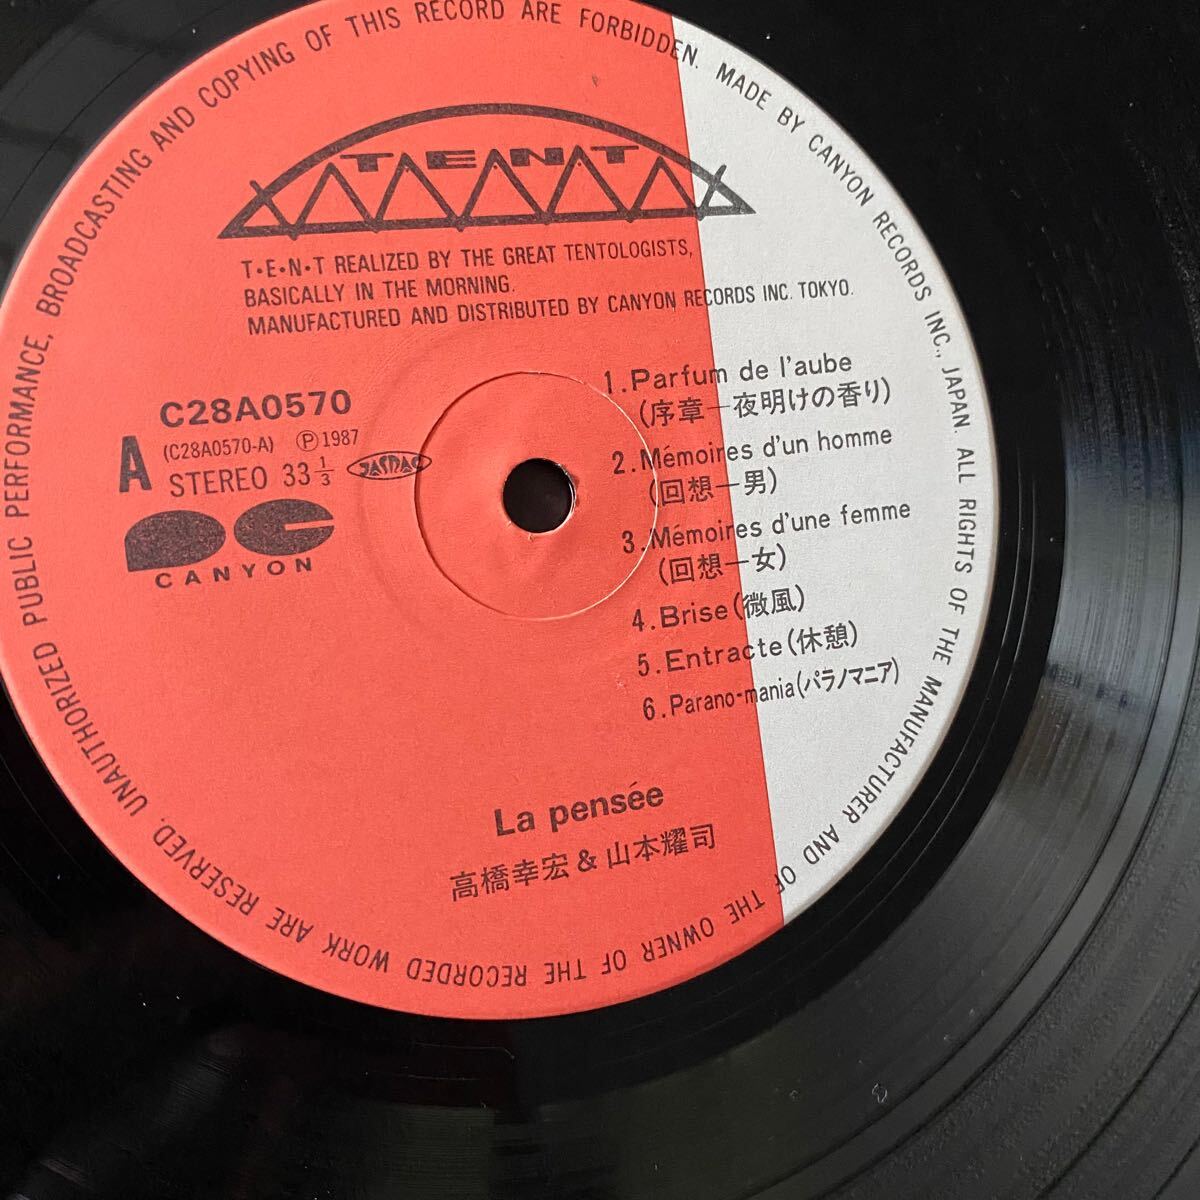 UNAUTHORIZED PUBLIC PERFORMANCE, BROADCASTING AND COPYING OF THIS RECORD ARE FORBIDDEN. MADE BY CANYON RECORDS INC., JAPAN. ALL RIGHTS OF THE MANUFACTURER AND OF THE OWNER OF THE RECORDED WORK ARE RESERVED.
TENT
T·E·N·T REALIZED BY THE GREAT TENTOLOGISTS,
BASICALLY IN THE MORNING.
MANUFACTURED AND DISTRIBUTED BY CANYON RECORDS INC. TOKYO.
C28A0570
A
(C28A0570-A) Ⓟ1987
STEREO 33 1/3
JASRAC
CANYON
1.Parfum de l'aube
(序章—夜明けの香り)
2.Mémoires d'un homme
(回想—男)
3.Mémoires d'une femme
(回想—女)
4.Brise(微風)
5.Entracte(休憩)
6.Parano-mania(パラノマニア)
La pensée
高橋幸宏&山本耀司